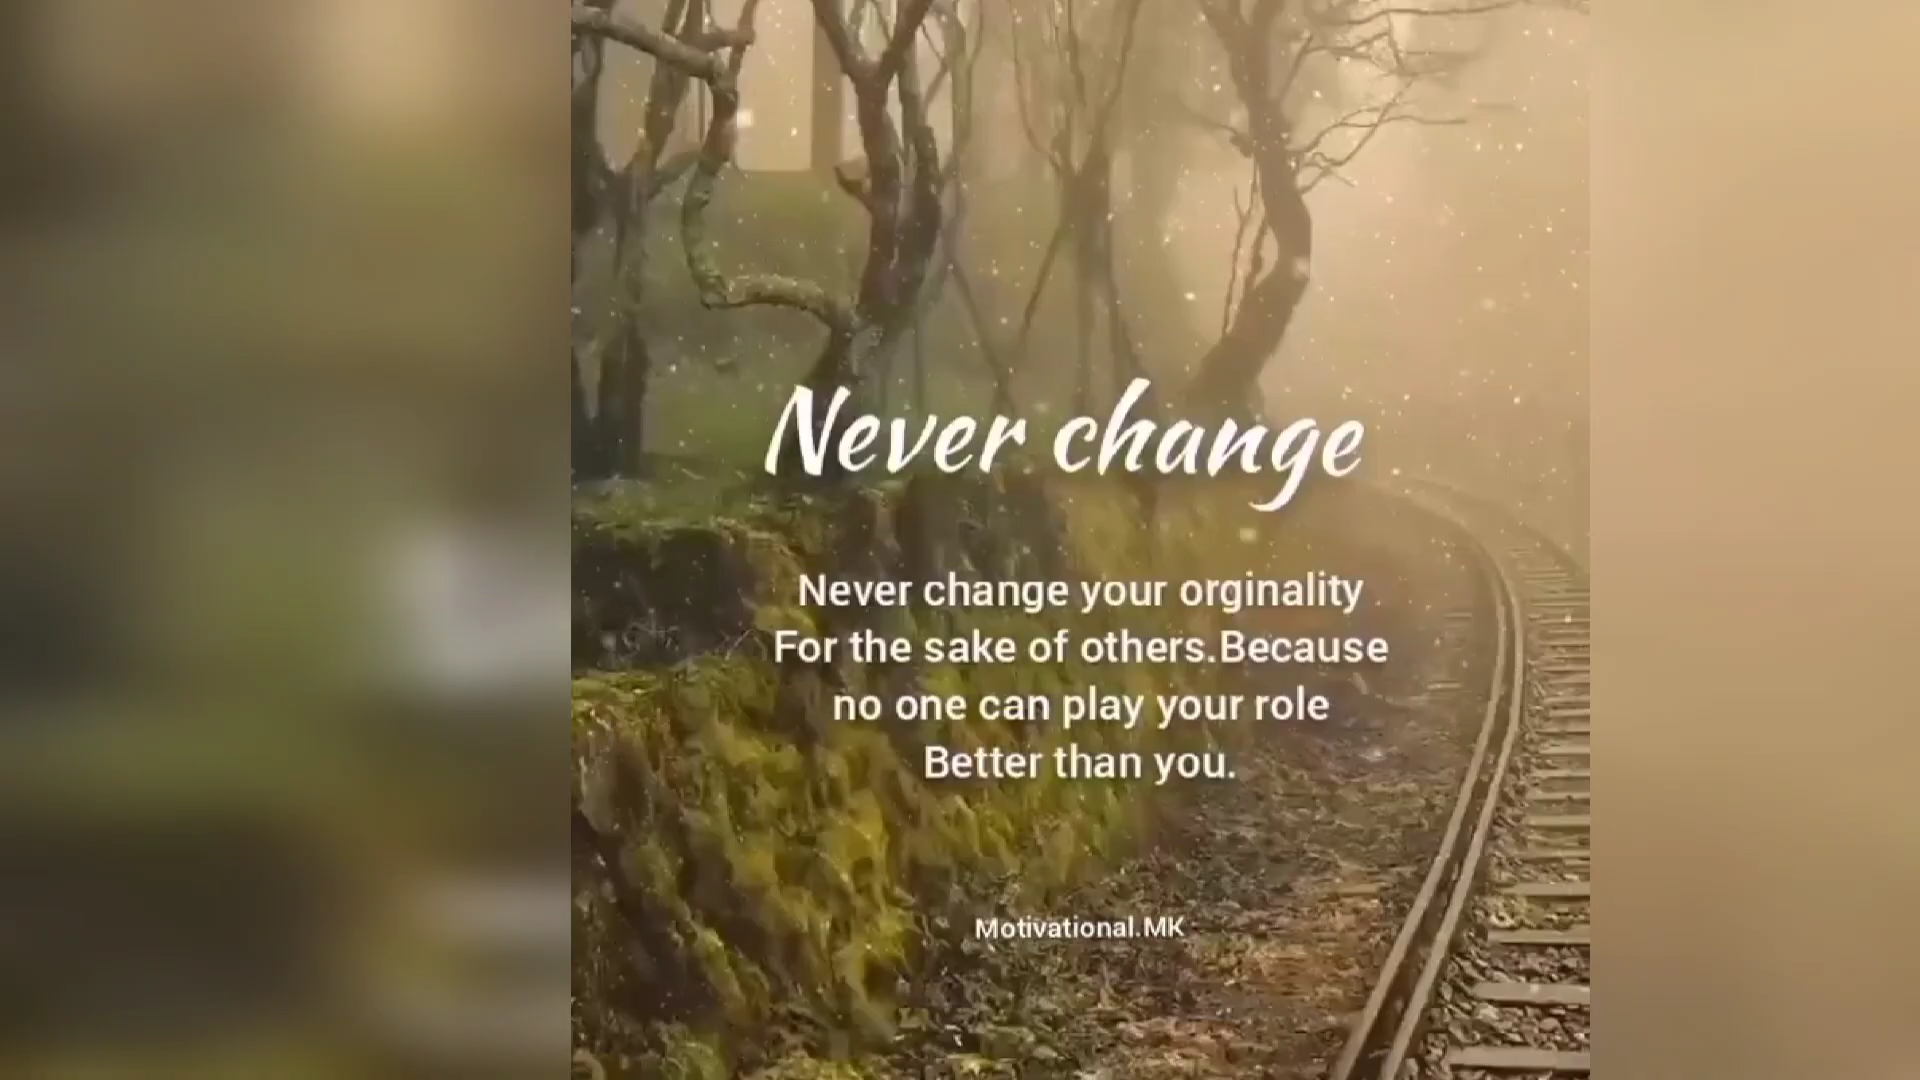 Never change
Never change your orginality
For the sake of others.Because
no one can play your role
Better than you.
Motivational.MK